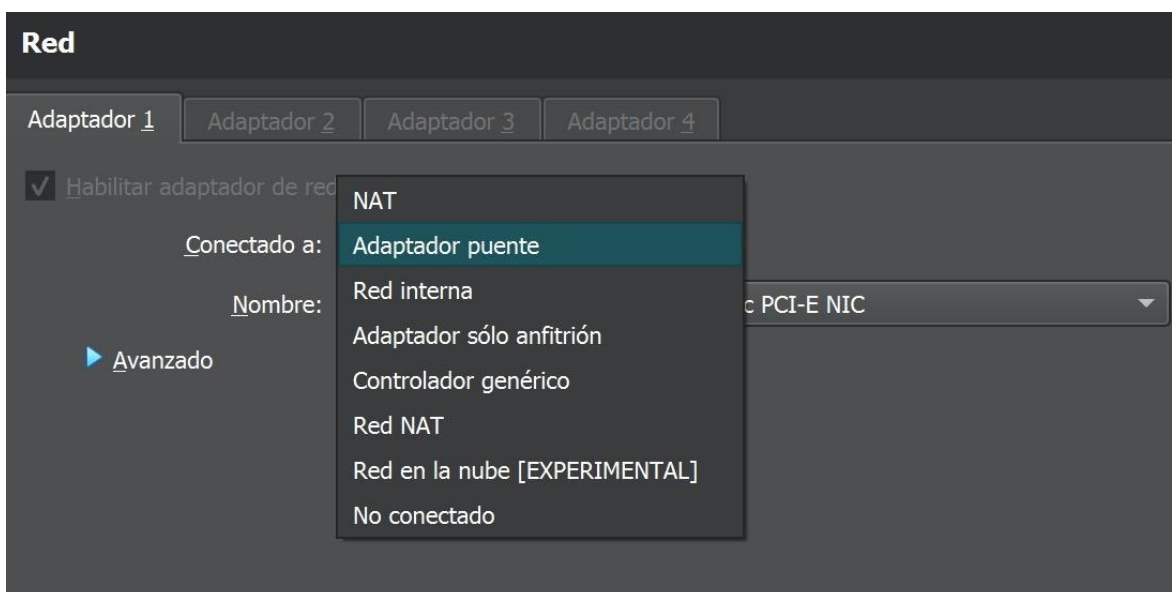 Red
Adaptador 1 Adaptador 2 Adaptador 3 Adaptador 4
Habilitar adaptador de red
NAT
Conectado a: Adaptador puente
Red interna
Nombre: PCI-E NIC
Adaptador sólo anfitrión
Avanzado
Controlador genérico
Red NAT
Red en la nube [EXPERIMENTAL]
No conectado